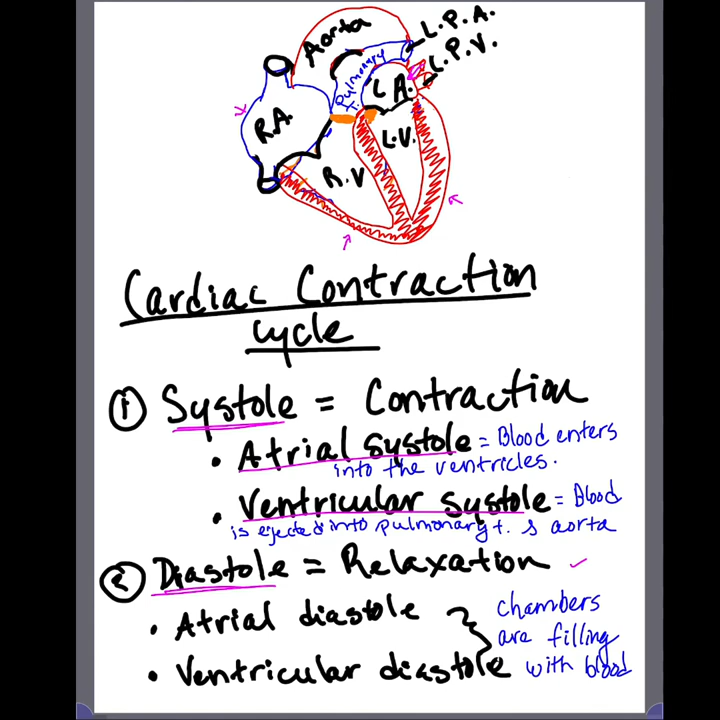 Aorta
L.P.A.
L.P.V.
Pulmonary
t.
L A.
R.A.
L.V.
R.V
Cardiac Contraction
cycle
① Systole = Contraction
• Atrial systole = Blood enters
into the ventricles.
• Ventricular systole = Blood
is ejected into pulmonary t. & aorta
② Diastole = Relaxation ✓
• Atrial diastole
• Ventricular diastole
chambers
are filling
with blood